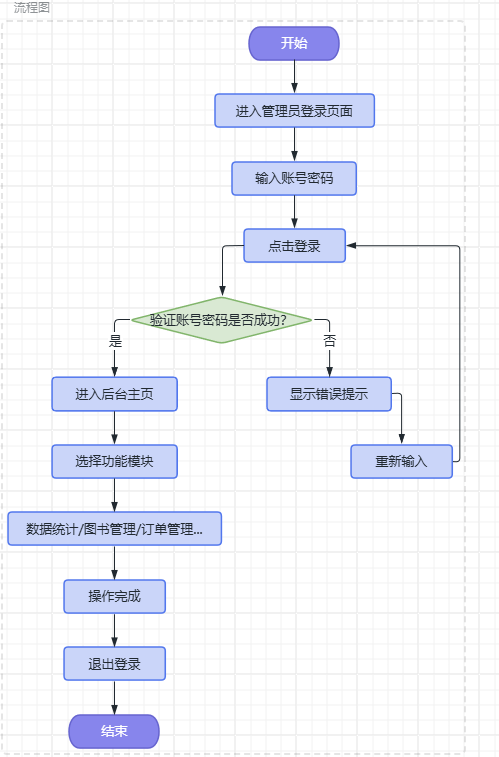 流程图
开始
进入管理员登录页面
输入账号密码
点击登录
验证账号密码是否成功?
是
否
进入后台主页
显示错误提示
选择功能模块
重新输入
数据统计/图书管理/订单管理...
操作完成
退出登录
结束